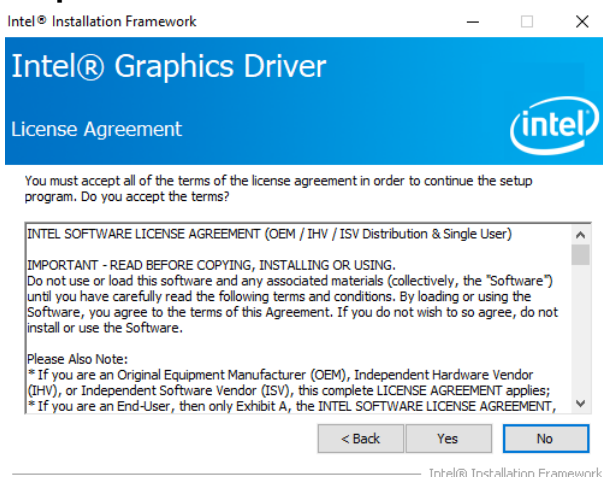 Intel® Installation Framework
Intel® Graphics Driver
License Agreement
intel
You must accept all of the terms of the license agreement in order to continue the setup
program. Do you accept the terms?
INTEL SOFTWARE LICENSE AGREEMENT (OEM / IHV / ISV Distribution & Single User)
IMPORTANT - READ BEFORE COPYING, INSTALLING OR USING.
Do not use or load this software and any associated materials (collectively, the "Software")
until you have carefully read the following terms and conditions. By loading or using the
Software, you agree to the terms of this Agreement. If you do not wish to so agree, do not
install or use the Software.
Please Also Note:
* If you are an Original Equipment Manufacturer (OEM), Independent Hardware Vendor
(IHV), or Independent Software Vendor (ISV), this complete LICENSE AGREEMENT applies;
* If you are an End-User, then only Exhibit A, the INTEL SOFTWARE LICENSE AGREEMENT,
< Back Yes No
Intel® Installation Framework